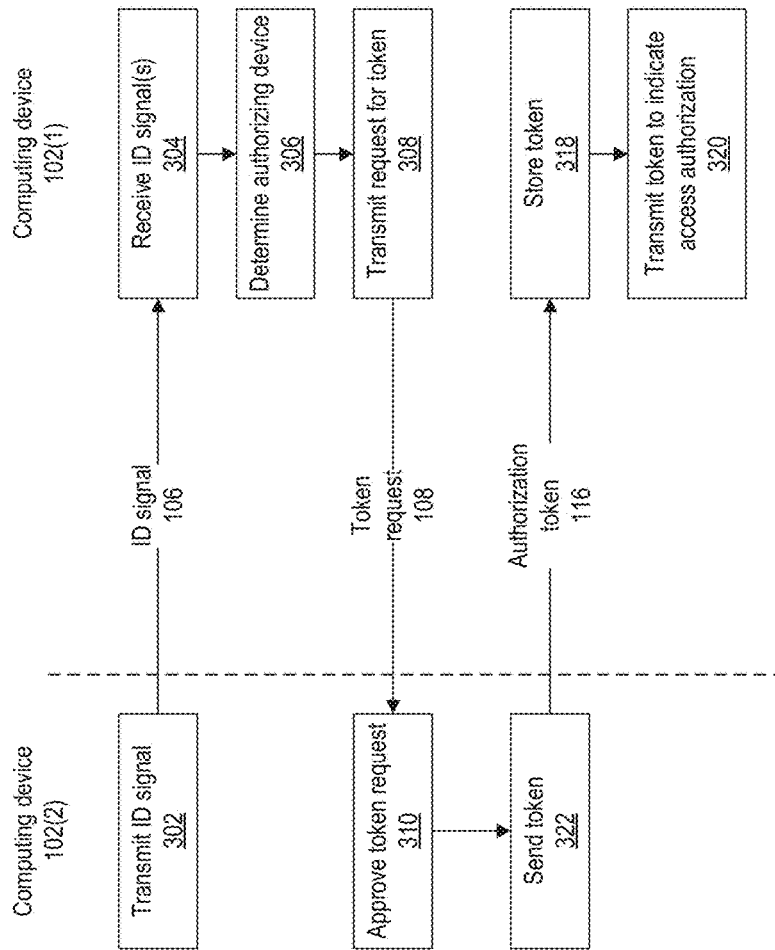 Computing device
102(2)
Computing device
102(1)
Transmit ID signal
302
ID signal
106
Receive ID signal(s)
304
Determine authorizing device
306
Transmit request for token
308
Token
request
108
Approve token request
310
Send token
322
Authorization
token
116
Store token
318
Transmit token to indicate
access authorization
320